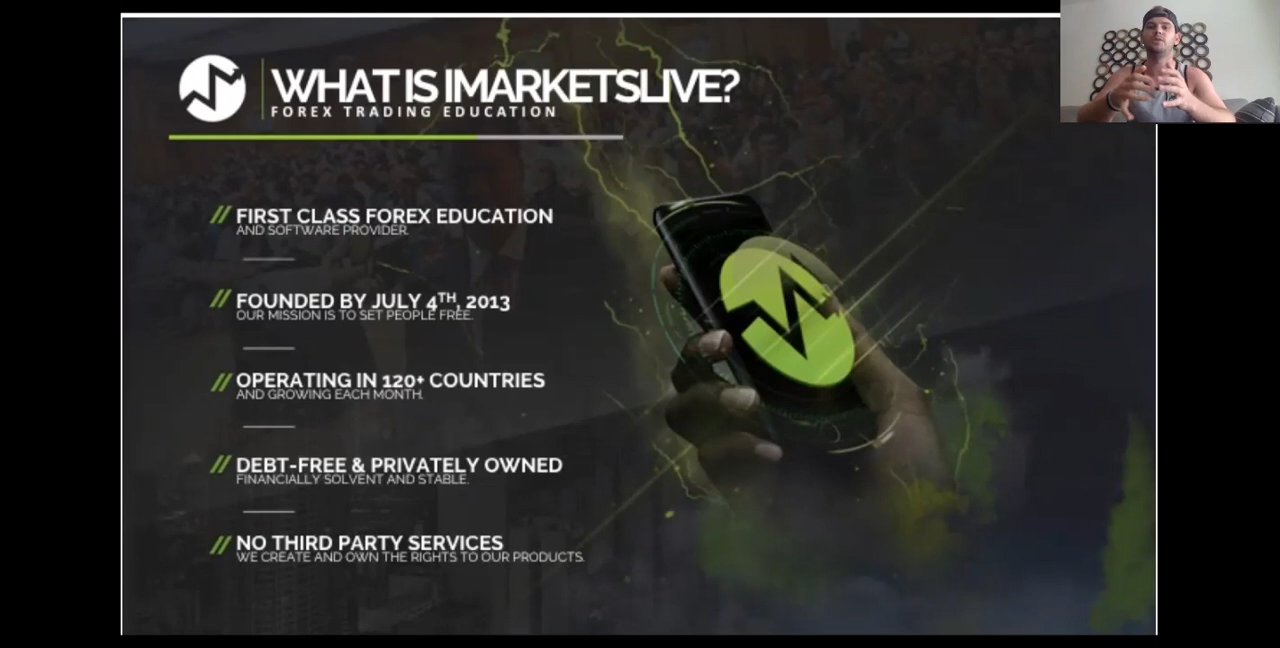 WHAT IS IMARKETSLIVE?
FOREX TRADING EDUCATION
// FIRST CLASS FOREX EDUCATION
AND SOFTWARE PROVIDER.
// FOUNDED BY JULY 4TH, 2013
OUR MISSION IS TO SET PEOPLE FREE.
// OPERATING IN 120+ COUNTRIES
AND GROWING EACH MONTH.
// DEBT-FREE & PRIVATELY OWNED
FINANCIALLY SOLVENT AND STABLE.
// NO THIRD PARTY SERVICES
WE CREATE AND OWN THE RIGHTS TO OUR PRODUCTS.